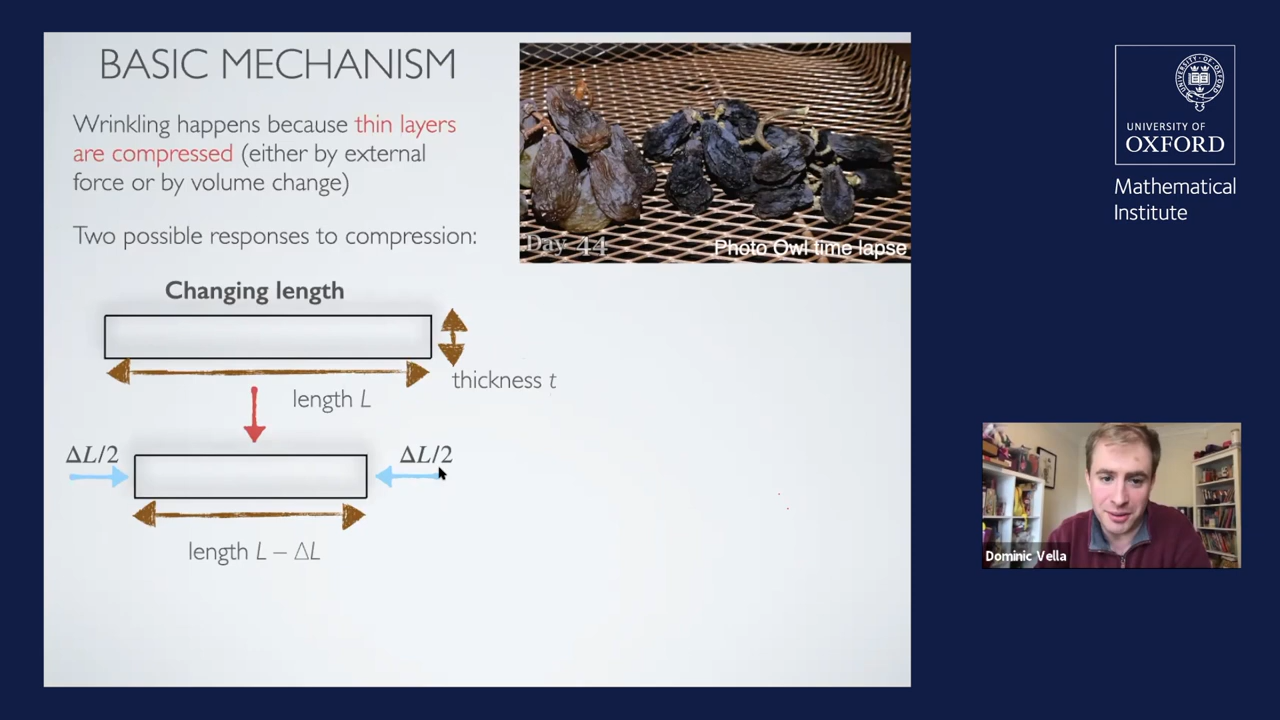 BASIC MECHANISM
Wrinkling happens because thin layers
are compressed (either by external
force or by volume change)
Two possible responses to compression:
Day 44
Photo Owl time lapse
Changing length
thickness t
length L
ΔL/2
ΔL/2
length L − ΔL
UNIVERSITY OF
OXFORD
Mathematical
Institute
Dominic Vella